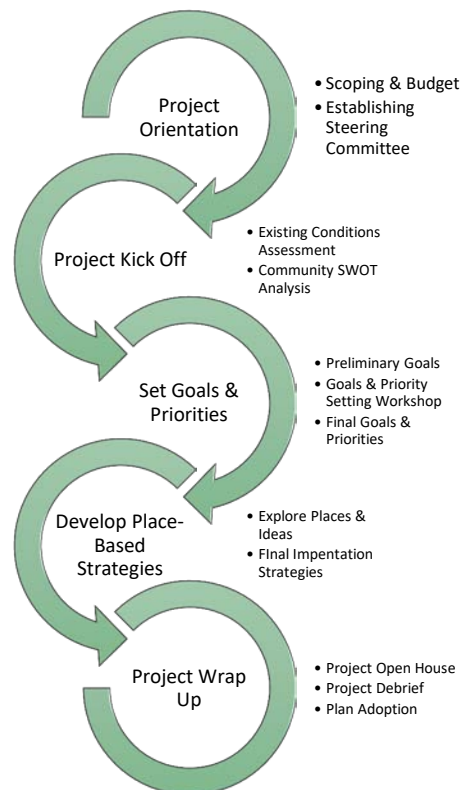 Project
Orientation
• Scoping & Budget
• Establishing
Steering
Committee
Project Kick Off
• Existing Conditions
Assessment
• Community SWOT
Analysis
Set Goals &
Priorities
• Preliminary Goals
• Goals & Priority
Setting Workshop
• Final Goals &
Priorities
Develop Place-
Based
Strategies
• Explore Places &
Ideas
• FInal Impentation
Strategies
Project Wrap
Up
• Project Open House
• Project Debrief
• Plan Adoption